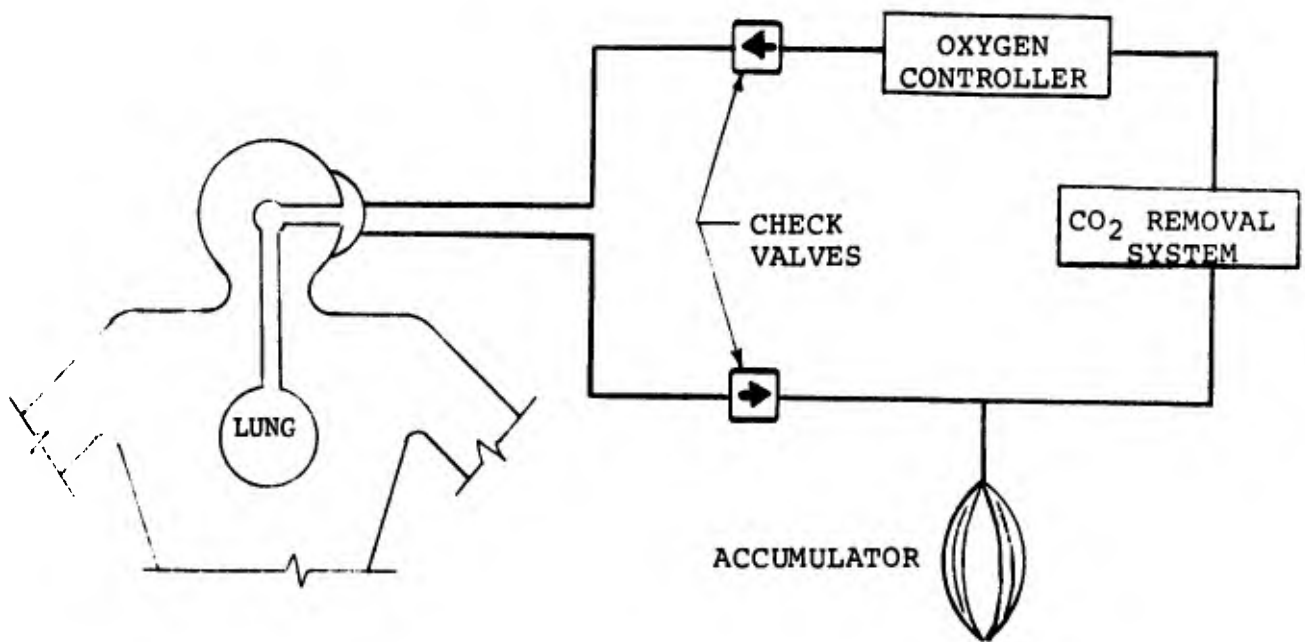 OXYGEN
CONTROLLER
CO₂ REMOVAL
SYSTEM
CHECK
VALVES
LUNG
ACCUMULATOR